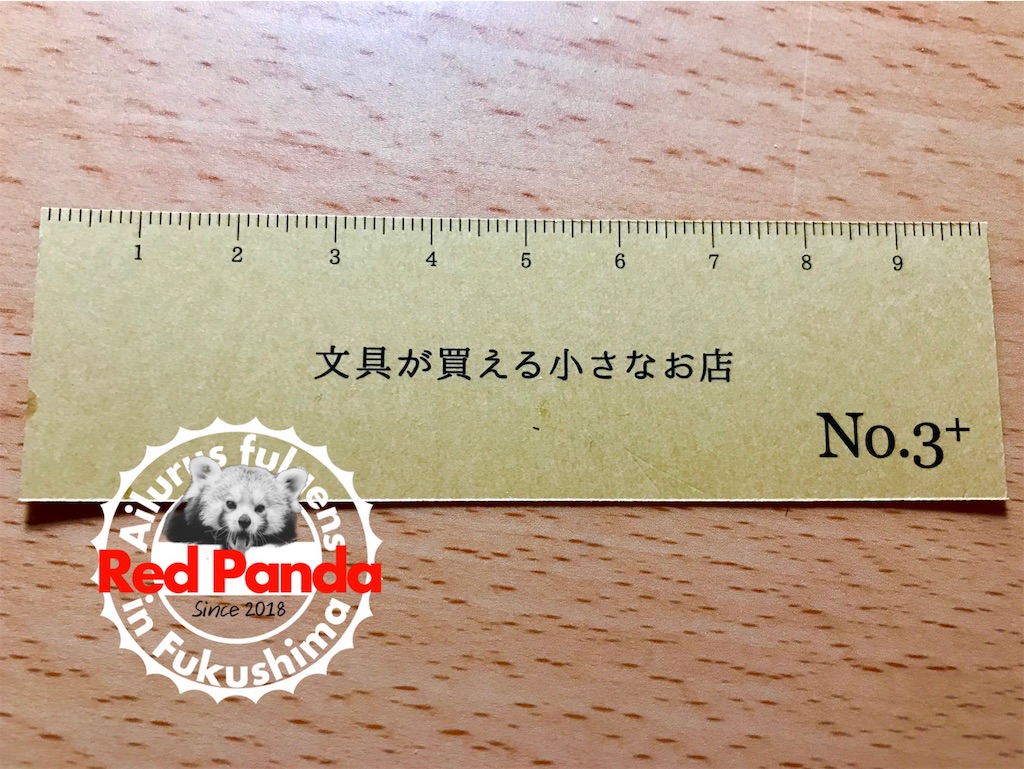 1 2 3 4 5 6 7 8 9
文具が買える小さなお店
No.3+
Ailurus fulgens
Red Panda
Since 2018
in Fukushima